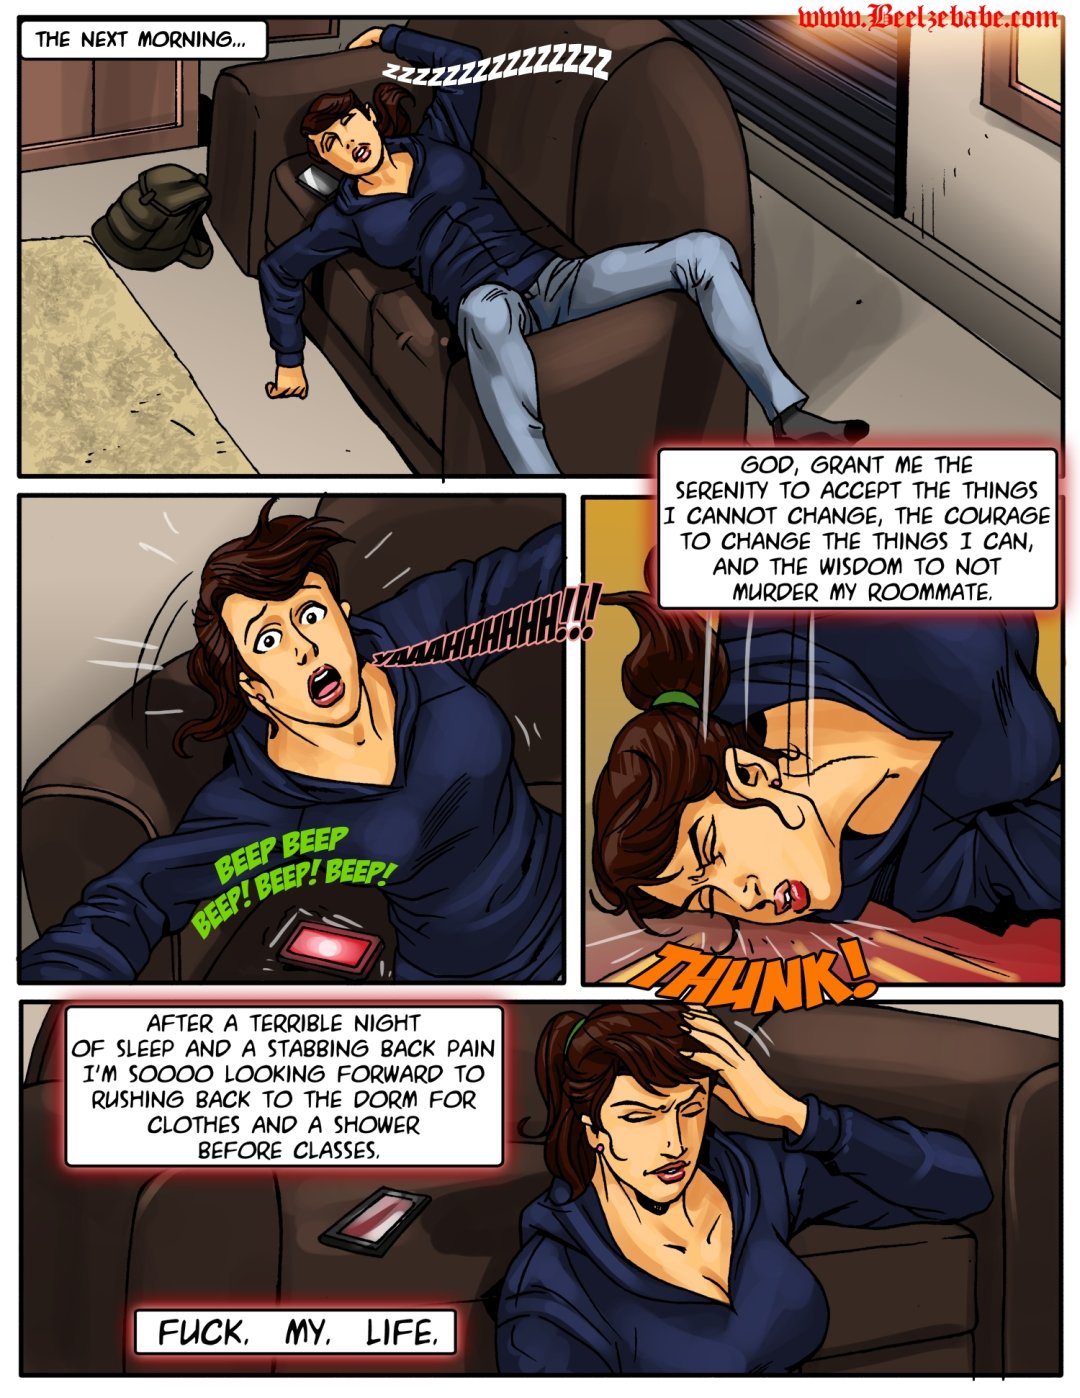 www.Beelzebabe.com
THE NEXT MORNING...
ZZZZZZZZZZZZZZZ
GOD, GRANT ME THE
SERENITY TO ACCEPT THE THINGS
I CANNOT CHANGE, THE COURAGE
TO CHANGE THE THINGS I CAN,
AND THE WISDOM TO NOT
MURDER MY ROOMMATE.
YAAAHHHHHH!!!
BEEP BEEP
BEEP! BEEP! BEEP!
THUNK!
AFTER A TERRIBLE NIGHT
OF SLEEP AND A STABBING BACK PAIN
I'M SOOOO LOOKING FORWARD TO
RUSHING BACK TO THE DORM FOR
CLOTHES AND A SHOWER
BEFORE CLASSES.
FUCK. MY. LIFE.